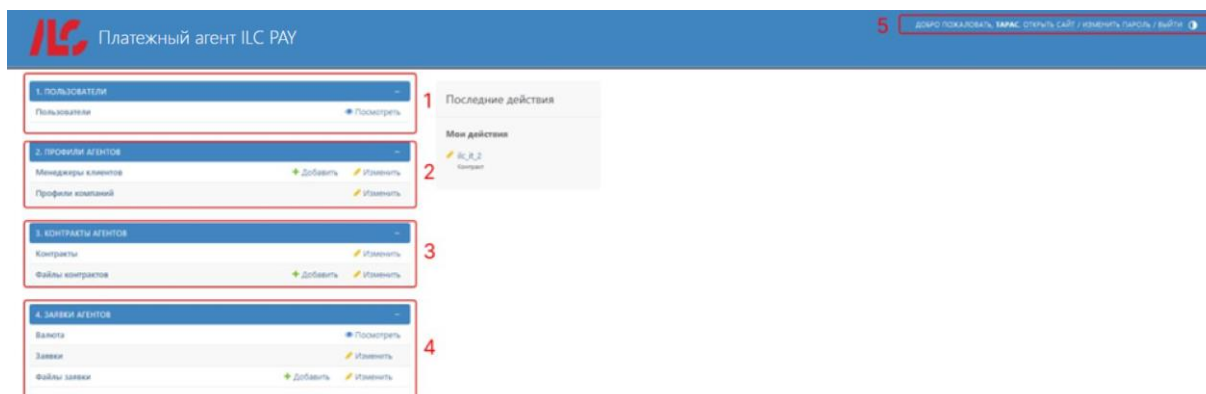 ILC Платежный агент ILC PAY
5 ДОБРО ПОЖАЛОВАТЬ, ТАРАС. ОТКРЫТЬ САЙТ / ИЗМЕНИТЬ ПАРОЛЬ / ВЫЙТИ
1. ПОЛЬЗОВАТЕЛИ –
Пользователи Посмотреть
1
2. ПРОФИЛИ АГЕНТОВ –
Менеджеры клиентов + Добавить Изменить
Профили компаний Изменить
2
3. КОНТРАКТЫ АГЕНТОВ –
Контракты Изменить
Файлы контрактов + Добавить Изменить
3
4. ЗАЯВКИ АГЕНТОВ –
Валюта Посмотреть
Заявки Изменить
Файлы заявки + Добавить Изменить
4
Последние действия
Мои действия
ilc_it_2
Контракт